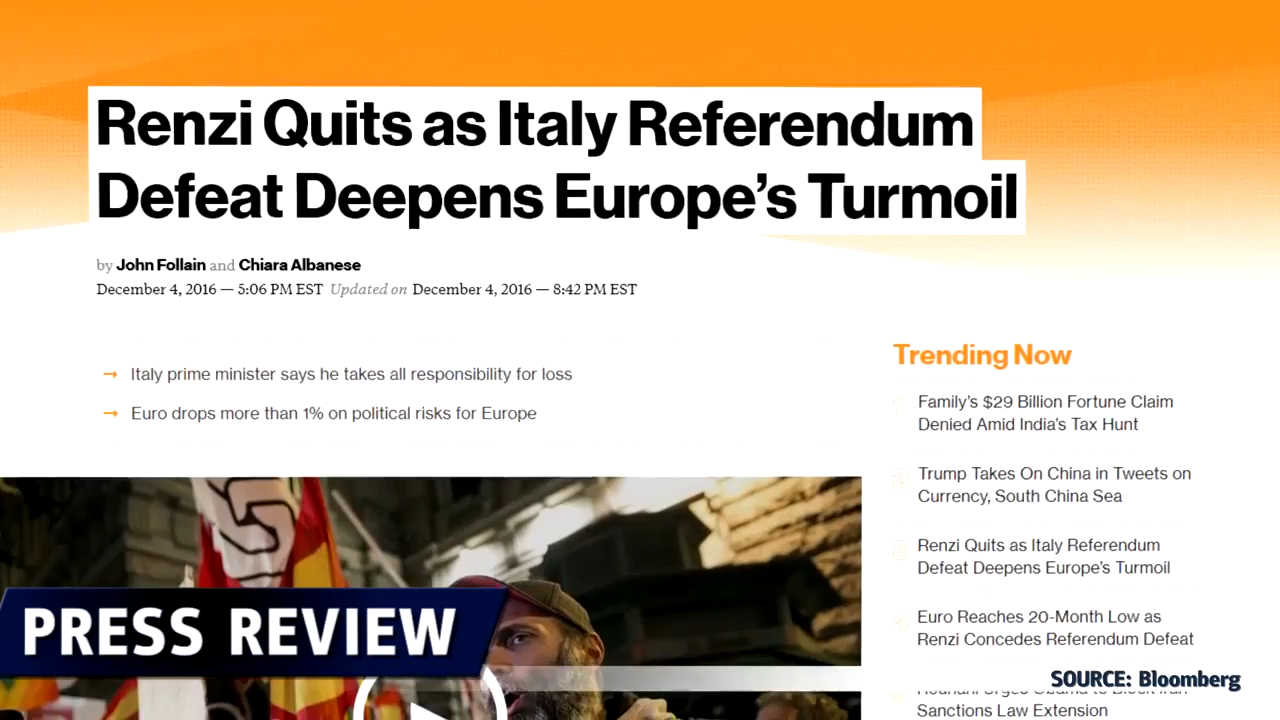 Renzi Quits as Italy Referendum
Defeat Deepens Europe's Turmoil
by John Follain and Chiara Albanese
December 4, 2016 — 5:06 PM EST Updated on December 4, 2016 — 8:42 PM EST
→ Italy prime minister says he takes all responsibility for loss
→ Euro drops more than 1% on political risks for Europe
Trending Now
Family's $29 Billion Fortune Claim
Denied Amid India's Tax Hunt
Trump Takes On China in Tweets on
Currency, South China Sea
Renzi Quits as Italy Referendum
Defeat Deepens Europe's Turmoil
Euro Reaches 20-Month Low as
Renzi Concedes Referendum Defeat
Sanctions Law Extension
PRESS REVIEW
SOURCE: Bloomberg